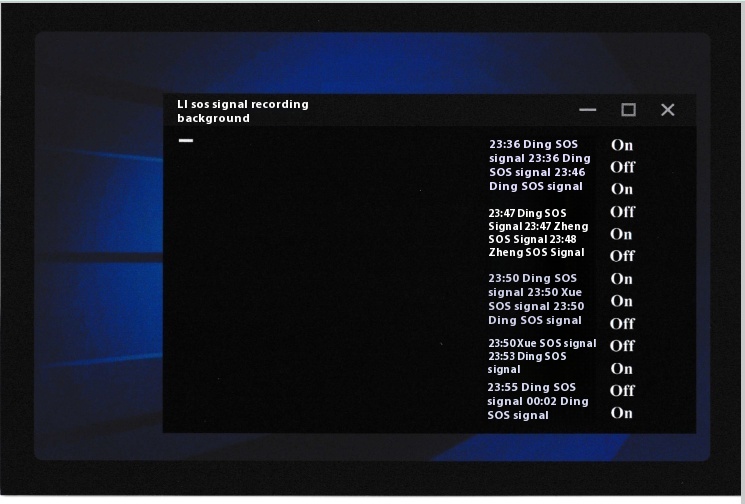 LI sos signal recording
background
23:36 Ding SOS
signal 23:36 Ding
SOS signal 23:46
Ding SOS signal
23:47 Ding SOS
Signal 23:47 Zheng
SOS Signal 23:48
Zheng SOS Signal
23:50 Ding SOS
signal 23:50 Xue
SOS signal 23:50
Ding SOS signal
23:50 Xue SOS signal
23:53 Ding SOS
signal
23:55 Ding SOS
signal 00:02 Ding
SOS signal
On
Off
On
Off
On
Off
On
On
Off
Off
On
Off
On